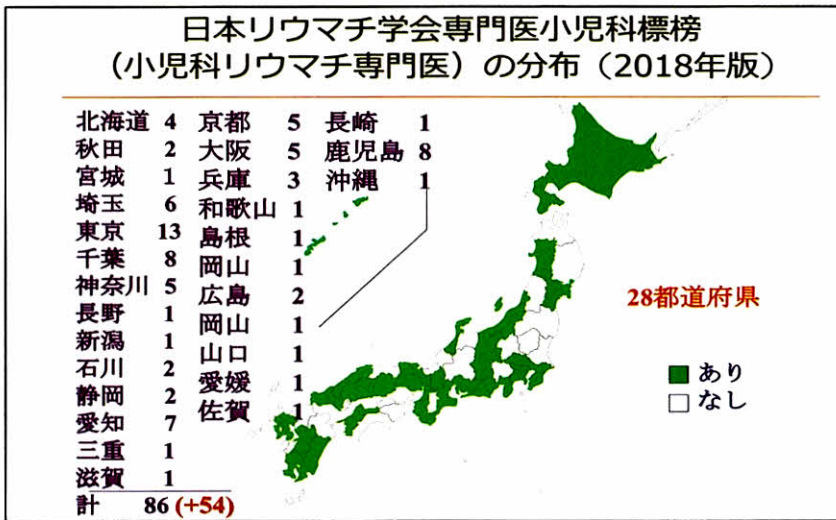 日本リウマチ学会専門医小児科標榜
（小児科リウマチ専門医）の分布（2018年版）
北海道 4
秋田 2
宮城 1
埼玉 6
東京 13
千葉 8
神奈川 5
長野 1
新潟 1
石川 2
静岡 2
愛知 7
三重 1
滋賀 1
計 86 (+54)
京都 5
大阪 5
兵庫 3
和歌山 1
島根 1
岡山 1
広島 2
岡山 1
山口 1
愛媛 1
佐賀 1
長崎 1
鹿児島 8
沖縄 1
28都道府県
あり
なし